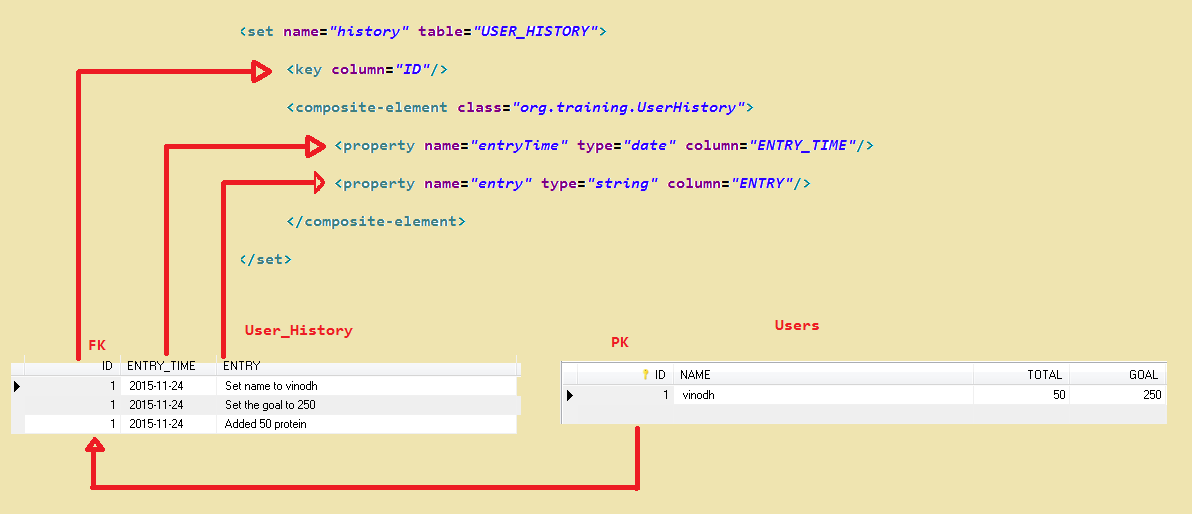 <set name="history" table="USER_HISTORY">
<key column="ID"/>
<composite-element class="org.training.UserHistory">
<property name="entryTime" type="date" column="ENTRY_TIME"/>
<property name="entry" type="string" column="ENTRY"/>
</composite-element>
</set>
User_History
Users
FK
PK
ID ENTRY_TIME ENTRY
1 2015-11-24 Set name to vinodh
1 2015-11-24 Set the goal to 250
1 2015-11-24 Added 50 protein
ID NAME TOTAL GOAL
1 vinodh 50 250